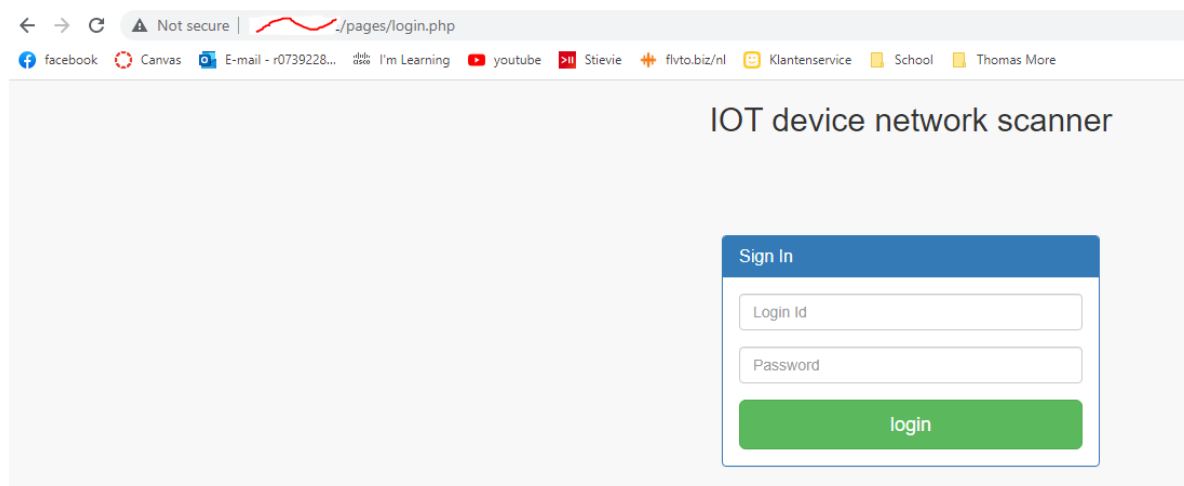 Not secure | /pages/login.php
facebook Canvas E-mail - r0739228... I'm Learning youtube Stievie flvto.biz/nl Klantenservice School Thomas More
IOT device network scanner
Sign In
Login Id
Password
login